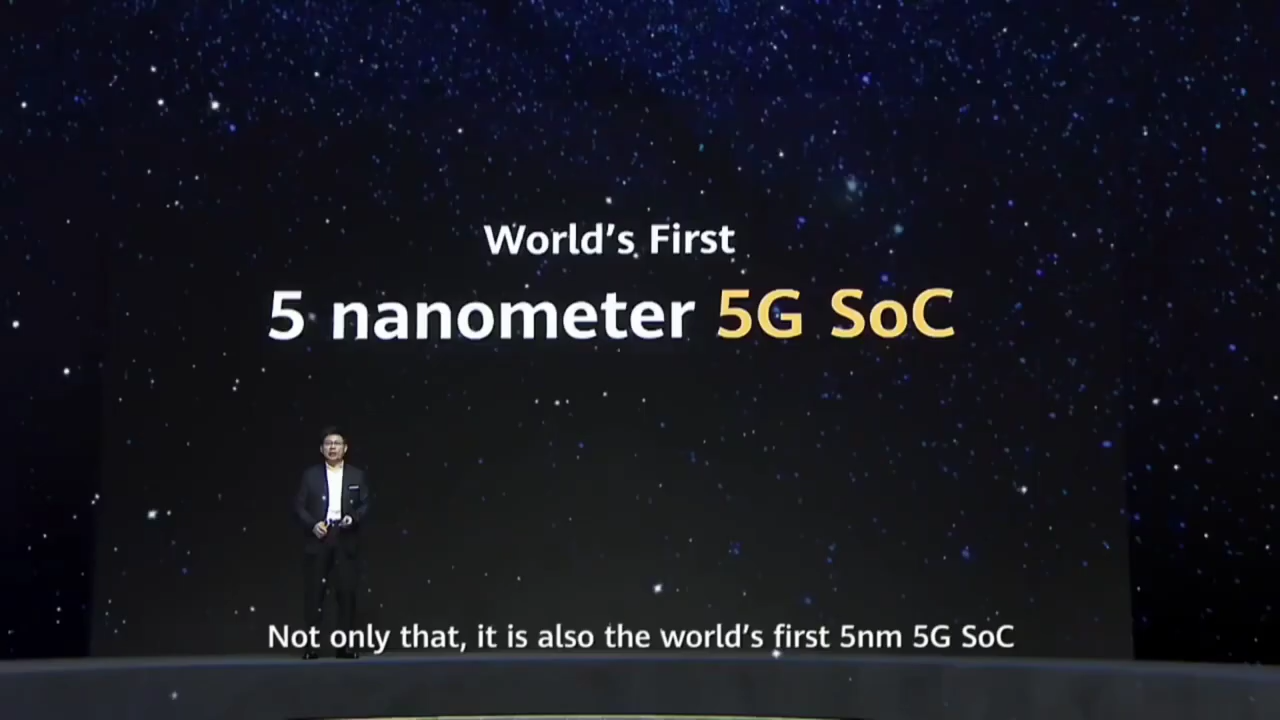 World's First
5 nanometer 5G SoC
Not only that, it is also the world's first 5nm 5G SoC